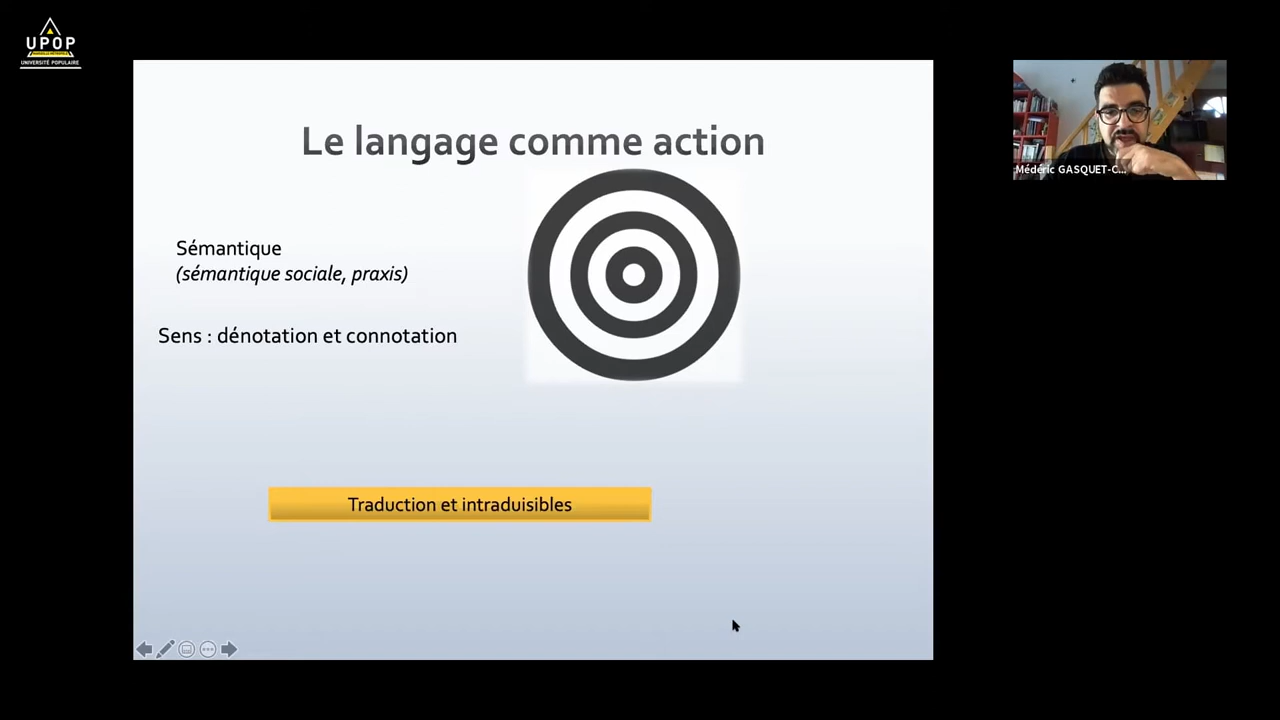 UPOP
UNIVERSITÉ POPULAIRE
Le langage comme action
Sémantique
(sémantique sociale, praxis)
Sens : dénotation et connotation
Traduction et intraduisibles
Médéric GASQUET-C...